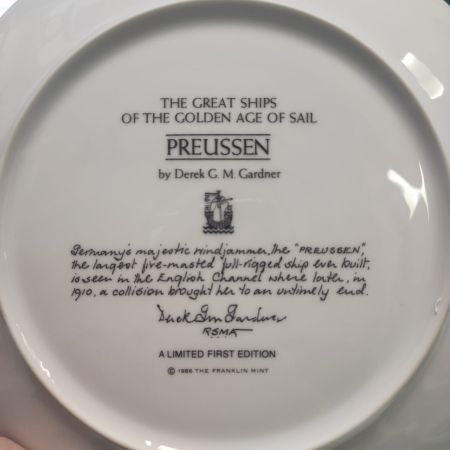 THE GREAT SHIPS
OF THE GOLDEN AGE OF SAIL
PREUSSEN
by Derek G. M. Gardner
Germany's majestic windjammer, the "PREUSSEN,"
the largest five-masted full-rigged ship ever built,
is seen in the English Channel where later, in
1910, a collision brought her to an untimely end.
Derek Gm Gardner
RSMA
A LIMITED FIRST EDITION
© 1986 THE FRANKLIN MINT